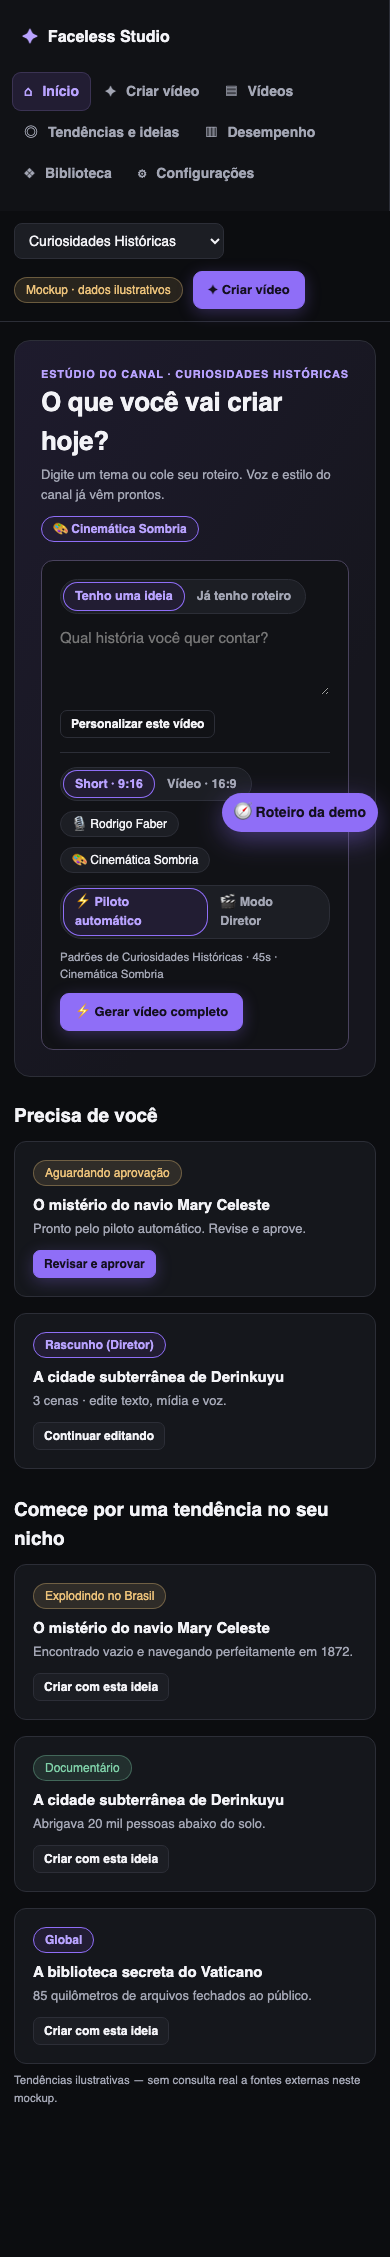 Faceless Studio
Início
Criar vídeo
Vídeos
Tendências e ideias
Desempenho
Biblioteca
Configurações
Curiosidades Históricas
Mockup · dados ilustrativos
✦ Criar vídeo
ESTÚDIO DO CANAL · CURIOSIDADES HISTÓRICAS
O que você vai criar
hoje?
Digite um tema ou cole seu roteiro. Voz e estilo do
canal já vêm prontos.
🎨 Cinemática Sombria
Tenho uma ideia
Já tenho roteiro
Qual história você quer contar?
Personalizar este vídeo
Short · 9:16
Vídeo · 16:9
🧭 Roteiro da demo
🎙️ Rodrigo Faber
🎨 Cinemática Sombria
⚡ Piloto
automático
🎬 Modo
Diretor
Padrões de Curiosidades Históricas · 45s ·
Cinemática Sombria
⚡ Gerar vídeo completo
Precisa de você
Aguardando aprovação
O mistério do navio Mary Celeste
Pronto pelo piloto automático. Revise e aprove.
Revisar e aprovar
Rascunho (Diretor)
A cidade subterrânea de Derinkuyu
3 cenas · edite texto, mídia e voz.
Continuar editando
Comece por uma tendência no seu
nicho
Explodindo no Brasil
O mistério do navio Mary Celeste
Encontrado vazio e navegando perfeitamente em 1872.
Criar com esta ideia
Documentário
A cidade subterrânea de Derinkuyu
Abrigava 20 mil pessoas abaixo do solo.
Criar com esta ideia
Global
A biblioteca secreta do Vaticano
85 quilômetros de arquivos fechados ao público.
Criar com esta ideia
Tendências ilustrativas — sem consulta real a fontes externas neste
mockup.